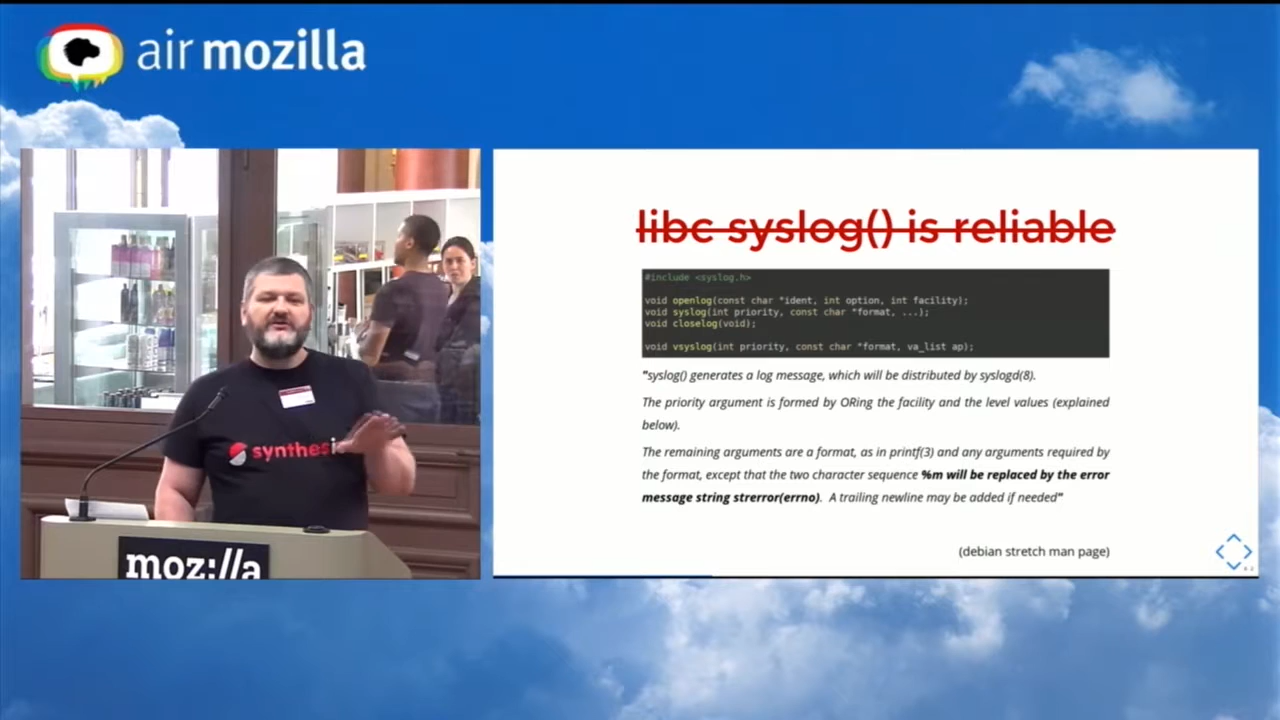 air mozilla
synthesi
moz://a
libc syslog() is reliable
#include <syslog.h>
void openlog(const char *ident, int option, int facility);
void syslog(int priority, const char *format, ...);
void closelog(void);
void vsyslog(int priority, const char *format, va_list ap);
"syslog() generates a log message, which will be distributed by syslogd(8).
The priority argument is formed by ORing the facility and the level values (explained
below).
The remaining arguments are a format, as in printf(3) and any arguments required by
the format, except that the two character sequence %m will be replaced by the error
message string strerror(errno). A trailing newline may be added if needed"
(debian stretch man page)